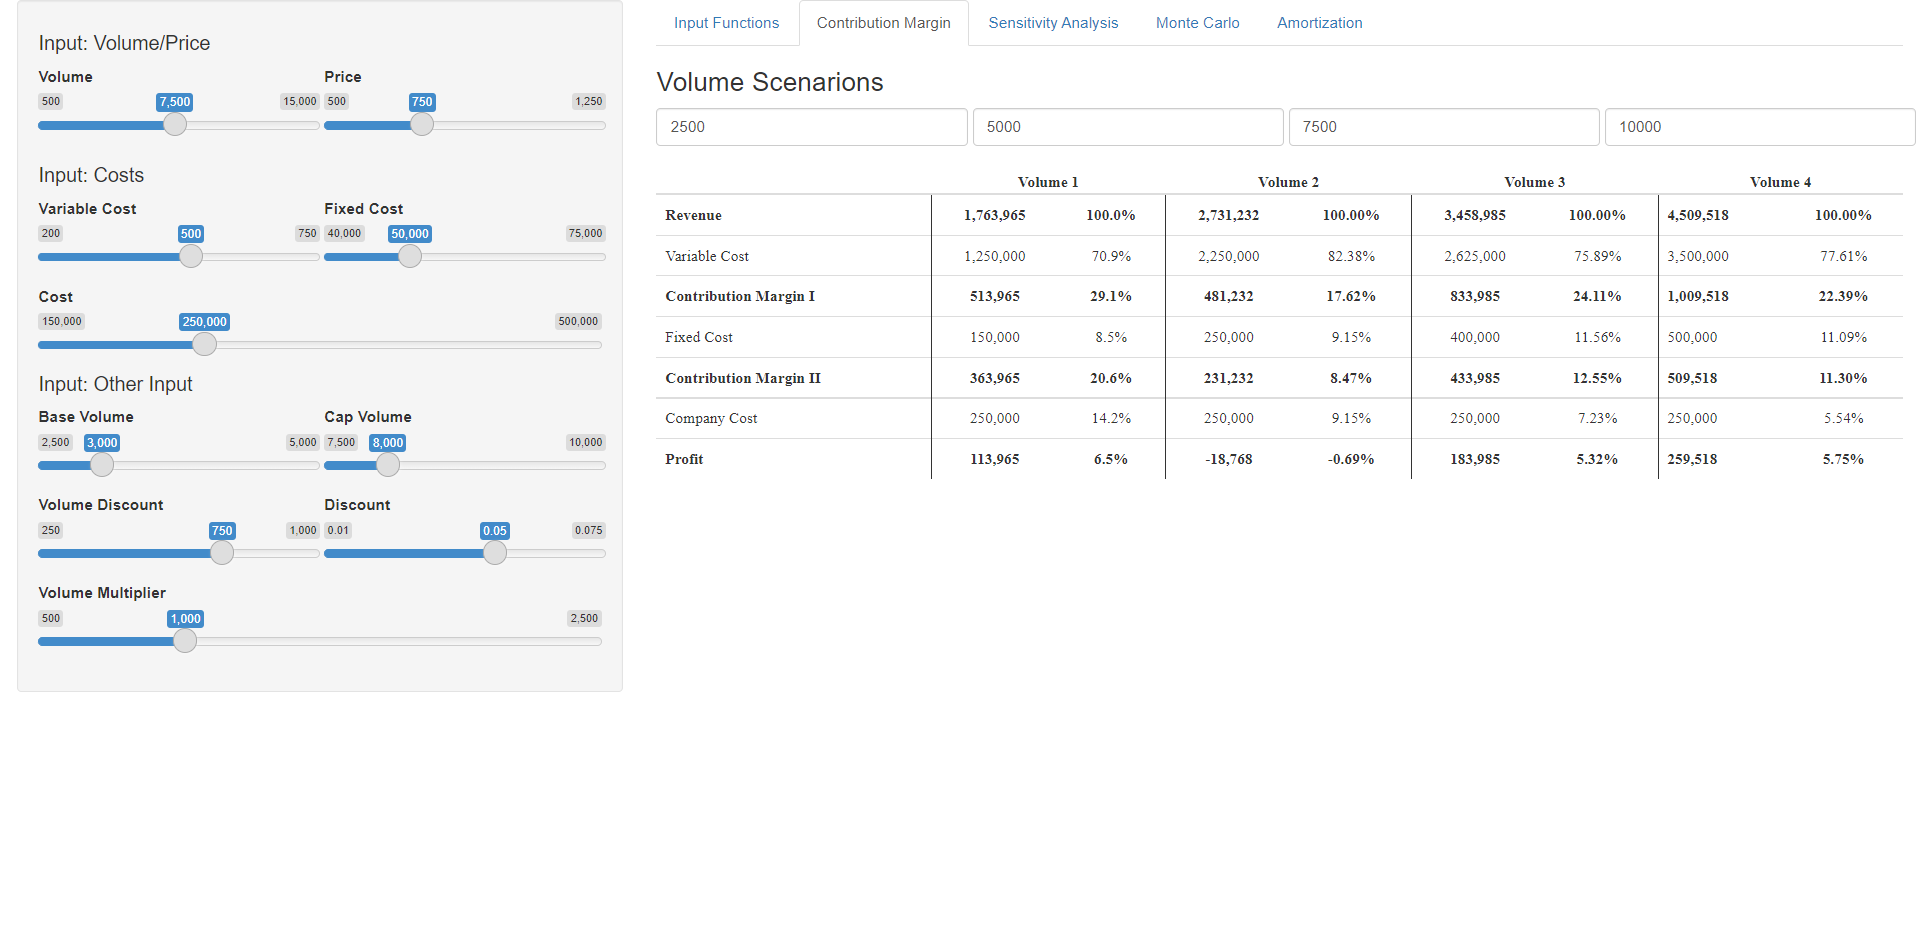 Input: Volume/Price
Volume Price
500 7,500 15,000 500 750 1,250
Input: Costs
Variable Cost Fixed Cost
200 500 750 40,000 50,000 75,000
Cost
150,000 250,000 500,000
Input: Other Input
Base Volume Cap Volume
2,500 3,000 5,000 7,500 8,000 10,000
Volume Discount Discount
250 750 1,000 0.01 0.05 0.075
Volume Multiplier
500 1,000 2,500
Input Functions Contribution Margin Sensitivity Analysis Monte Carlo Amortization
Volume Scenarions
2500 5000 7500 10000
Volume 1 Volume 2 Volume 3 Volume 4
Revenue 1,763,965 100.0% 2,731,232 100.00% 3,458,985 100.00% 4,509,518 100.00%
Variable Cost 1,250,000 70.9% 2,250,000 82.38% 2,625,000 75.89% 3,500,000 77.61%
Contribution Margin I 513,965 29.1% 481,232 17.62% 833,985 24.11% 1,009,518 22.39%
Fixed Cost 150,000 8.5% 250,000 9.15% 400,000 11.56% 500,000 11.09%
Contribution Margin II 363,965 20.6% 231,232 8.47% 433,985 12.55% 509,518 11.30%
Company Cost 250,000 14.2% 250,000 9.15% 250,000 7.23% 250,000 5.54%
Profit 113,965 6.5% -18,768 -0.69% 183,985 5.32% 259,518 5.75%